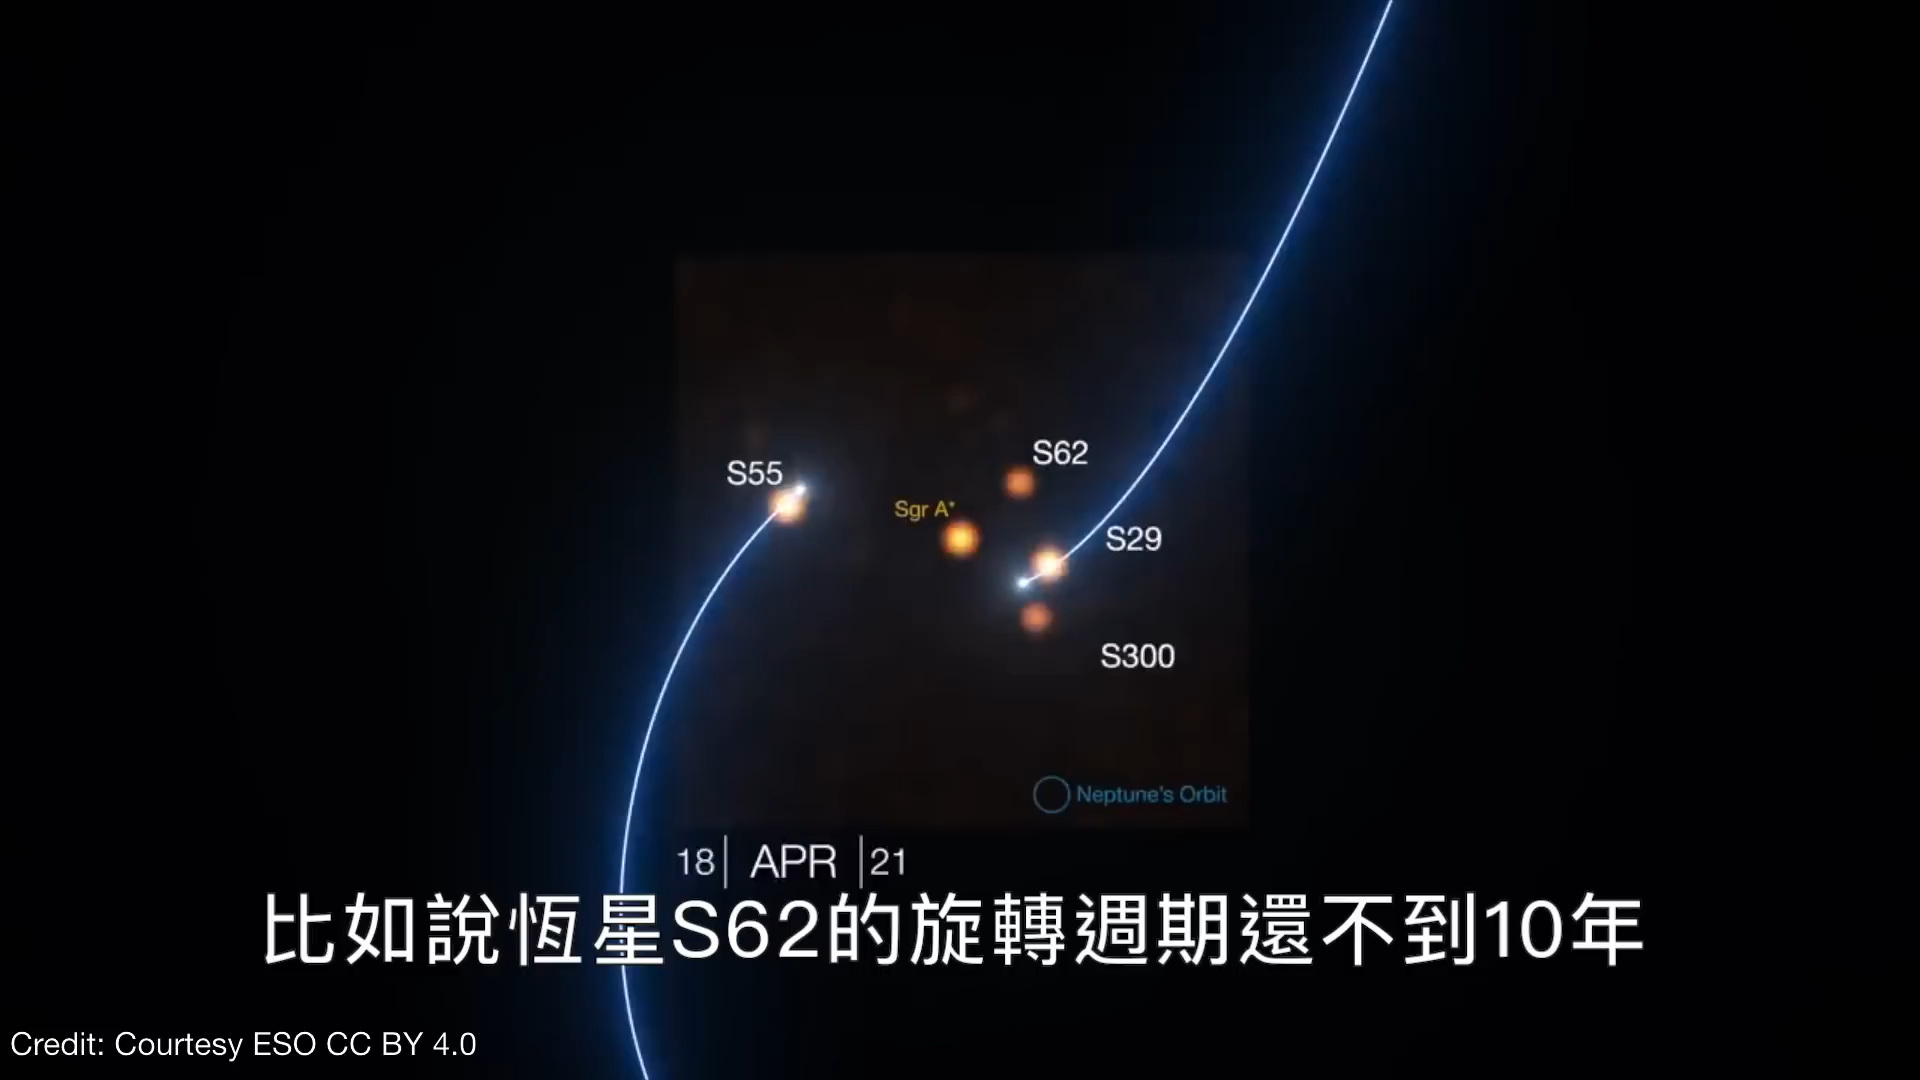 S62
S55
Sgr A*
S29
S300
Neptune's Orbit
18 | APR | 21
比如說恆星S62的旋轉週期還不到10年
Credit: Courtesy ESO CC BY 4.0